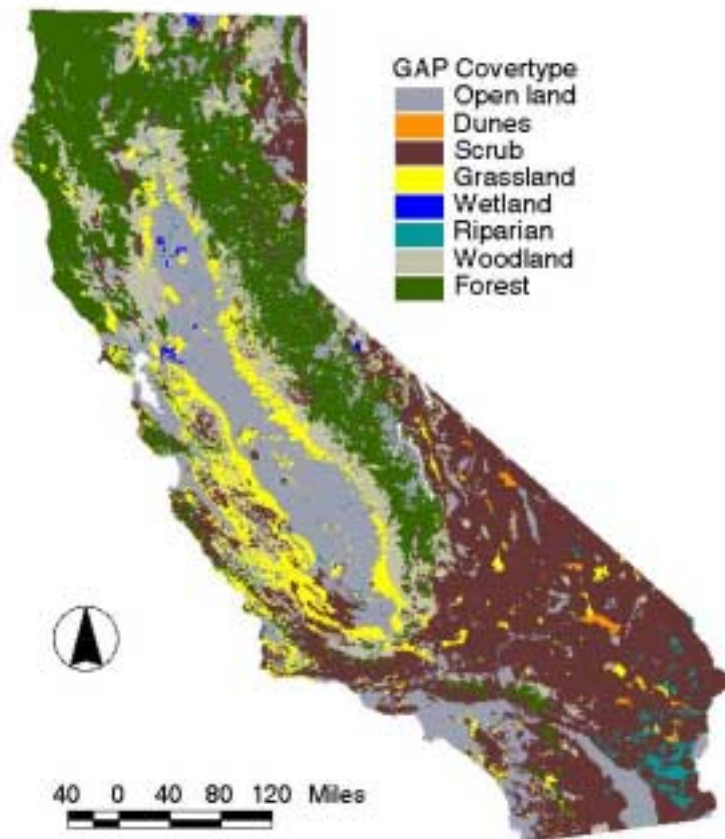 GAP Covertype
Open land
Dunes
Scrub
Grassland
Wetland
Riparian
Woodland
Forest
40 0 40 80 120 Miles